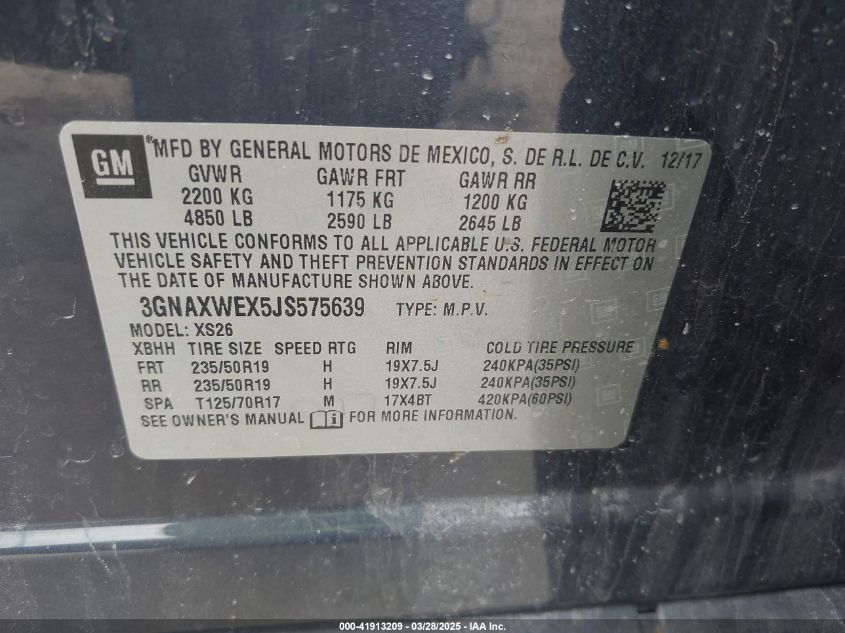 GM
MFD BY GENERAL MOTORS DE MEXICO, S. DE R.L. DE C.V. 12/17
GVWR GAWR FRT GAWR RR
2200 KG 1175 KG 1200 KG
4850 LB 2590 LB 2645 LB
THIS VEHICLE CONFORMS TO ALL APPLICABLE U.S. FEDERAL MOTOR
VEHICLE SAFETY AND THEFT PREVENTION STANDARDS IN EFFECT ON
THE DATE OF MANUFACTURE SHOWN ABOVE.
3GNAXWEX5JS575639 TYPE: M.P.V.
MODEL: XS26
XBHH TIRE SIZE SPEED RTG RIM COLD TIRE PRESSURE
FRT 235/50R19 H 19X7.5J 240KPA(35PSI)
RR 235/50R19 H 19X7.5J 240KPA(35PSI)
SPA T125/70R17 M 17X4BT 420KPA(60PSI)
SEE OWNER'S MANUAL i FOR MORE INFORMATION.
000-41913209 - 03/28/2025 - IAA Inc.